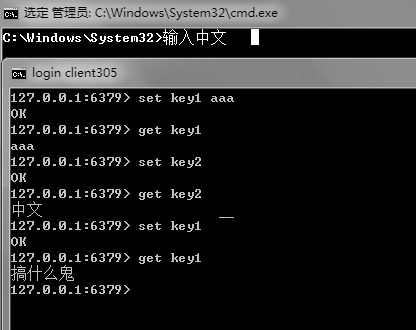 选定 管理员: C:\Windows\System32\cmd.exe
C:\Windows\System32>输入中文
login client305
127.0.0.1:6379> set key1 aaa
OK
127.0.0.1:6379> get key1
aaa
127.0.0.1:6379> set key2
OK
127.0.0.1:6379> get key2
中文
127.0.0.1:6379> set key1
OK
127.0.0.1:6379> get key1
搞什么鬼
127.0.0.1:6379>